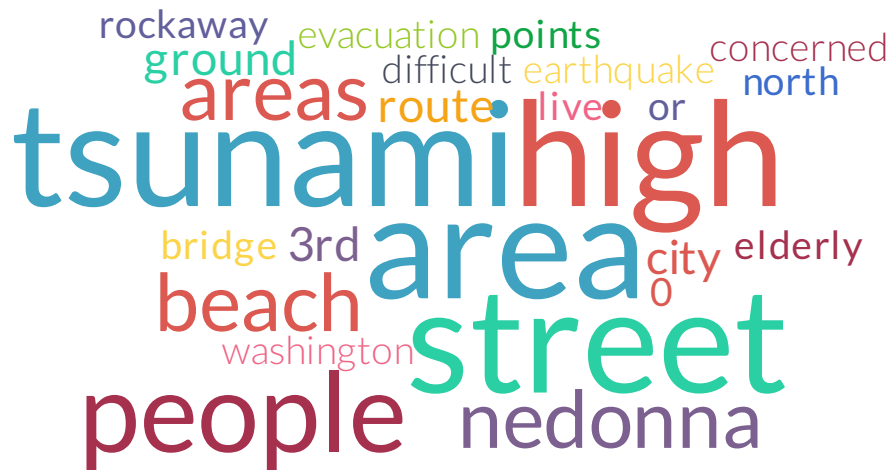 rockaway evacuation points concerned
ground difficult earthquake north
areas route live or
tsunami high
bridge 3rd area city elderly
beach 0
washington street
people nedonna